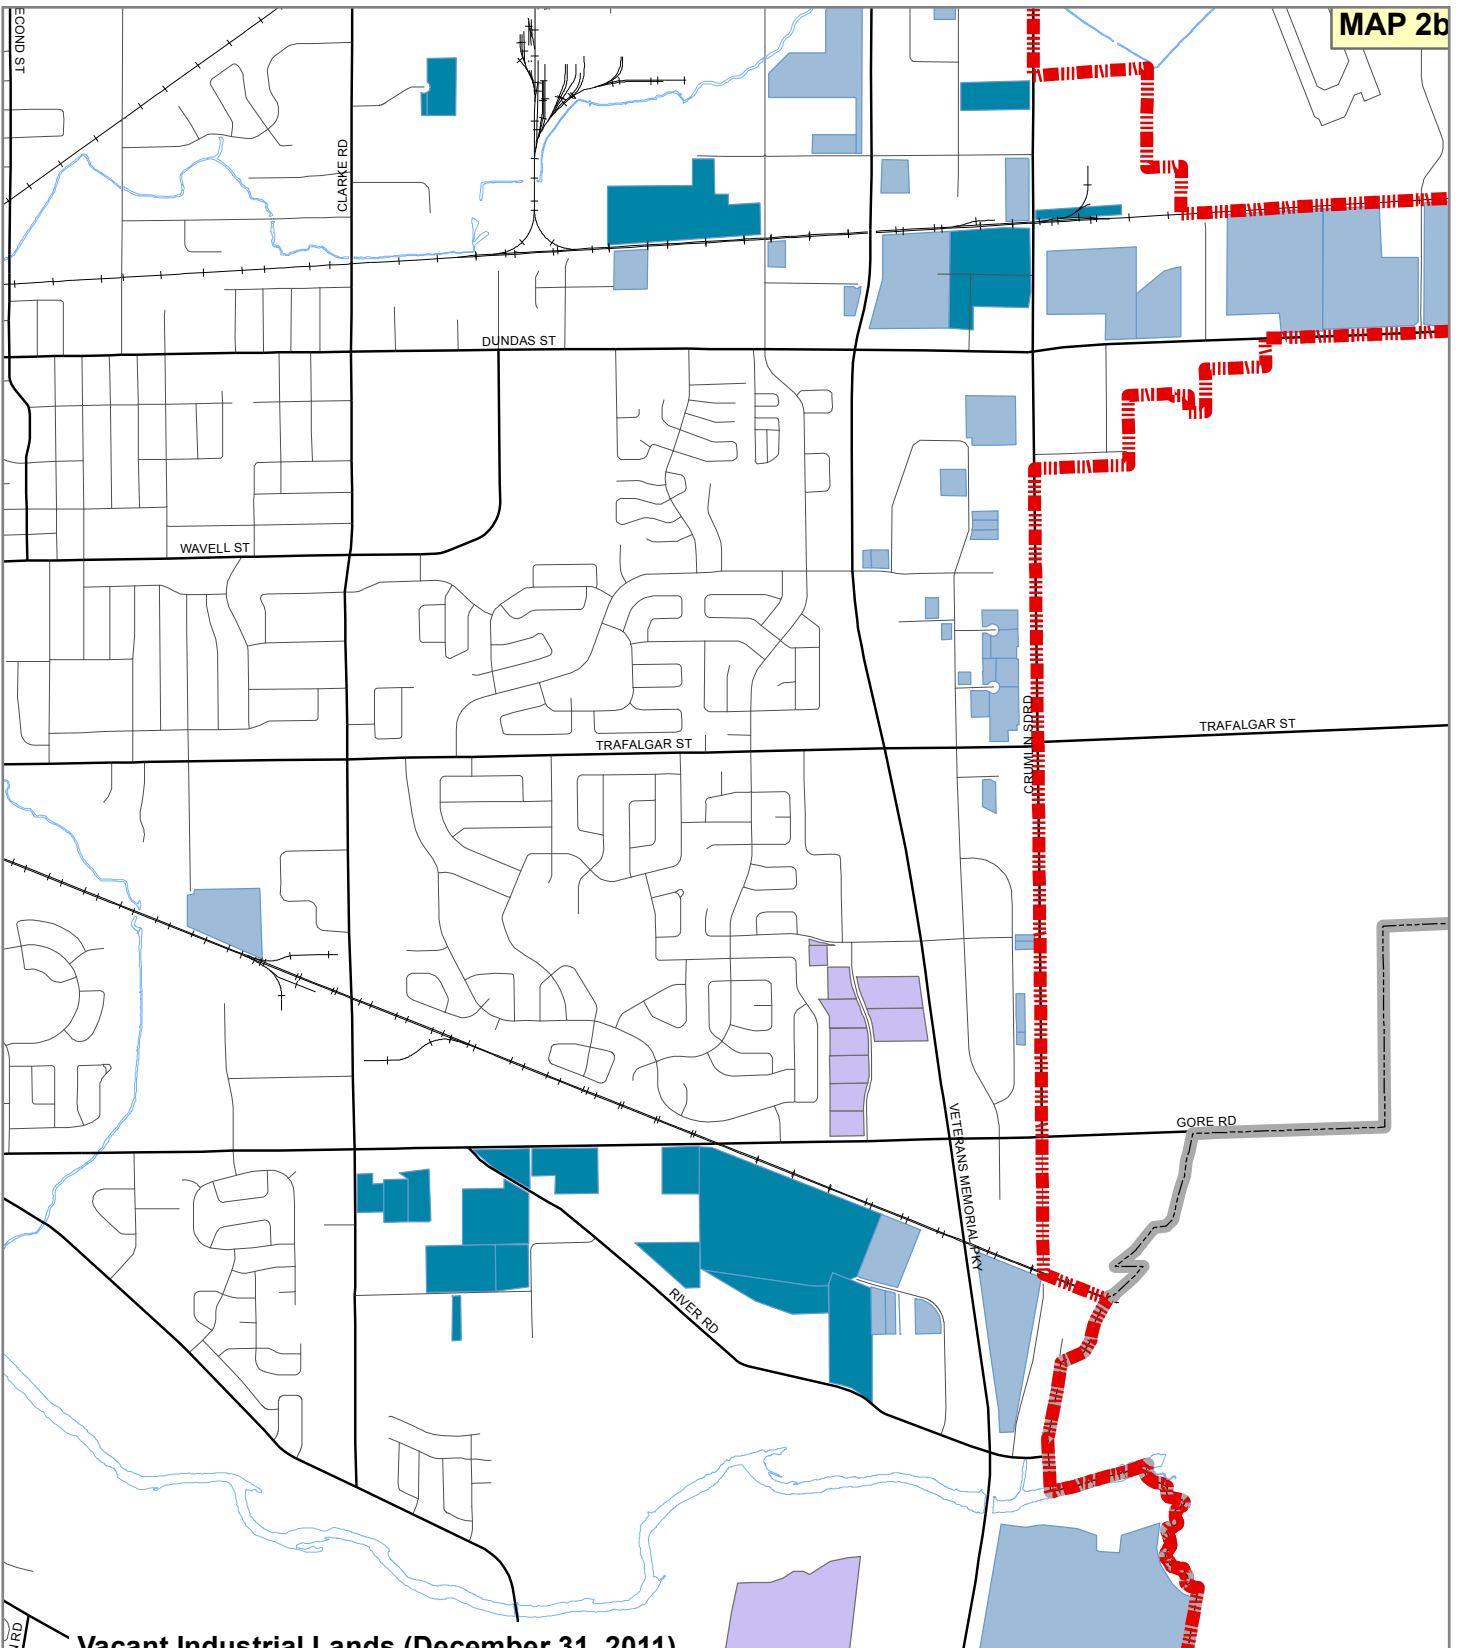 MAP 2b
ECOND ST
CLARKE RD
DUNDAS ST
WAVELL ST
TRAFALGAR ST
TRAFALGAR ST
CRUMLIN SDRD
GORE RD
VETERANS MEMORIAL PKY
RIVER RD
RD
Vacant Industrial Lands (December 31, 2011)